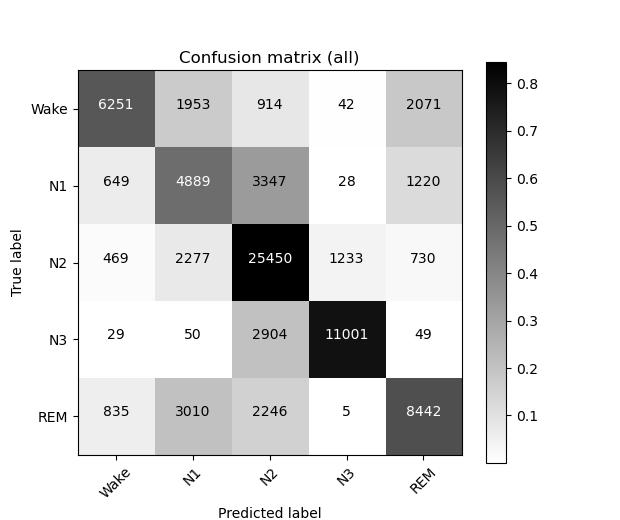 Confusion matrix (all)
Wake 6251 1953 914 42 2071
N1 649 4889 3347 28 1220
N2 469 2277 25450 1233 730
N3 29 50 2904 11001 49
REM 835 3010 2246 5 8442
Wake N1 N2 N3 REM
Predicted label
True label
0.8
0.7
0.6
0.5
0.4
0.3
0.2
0.1